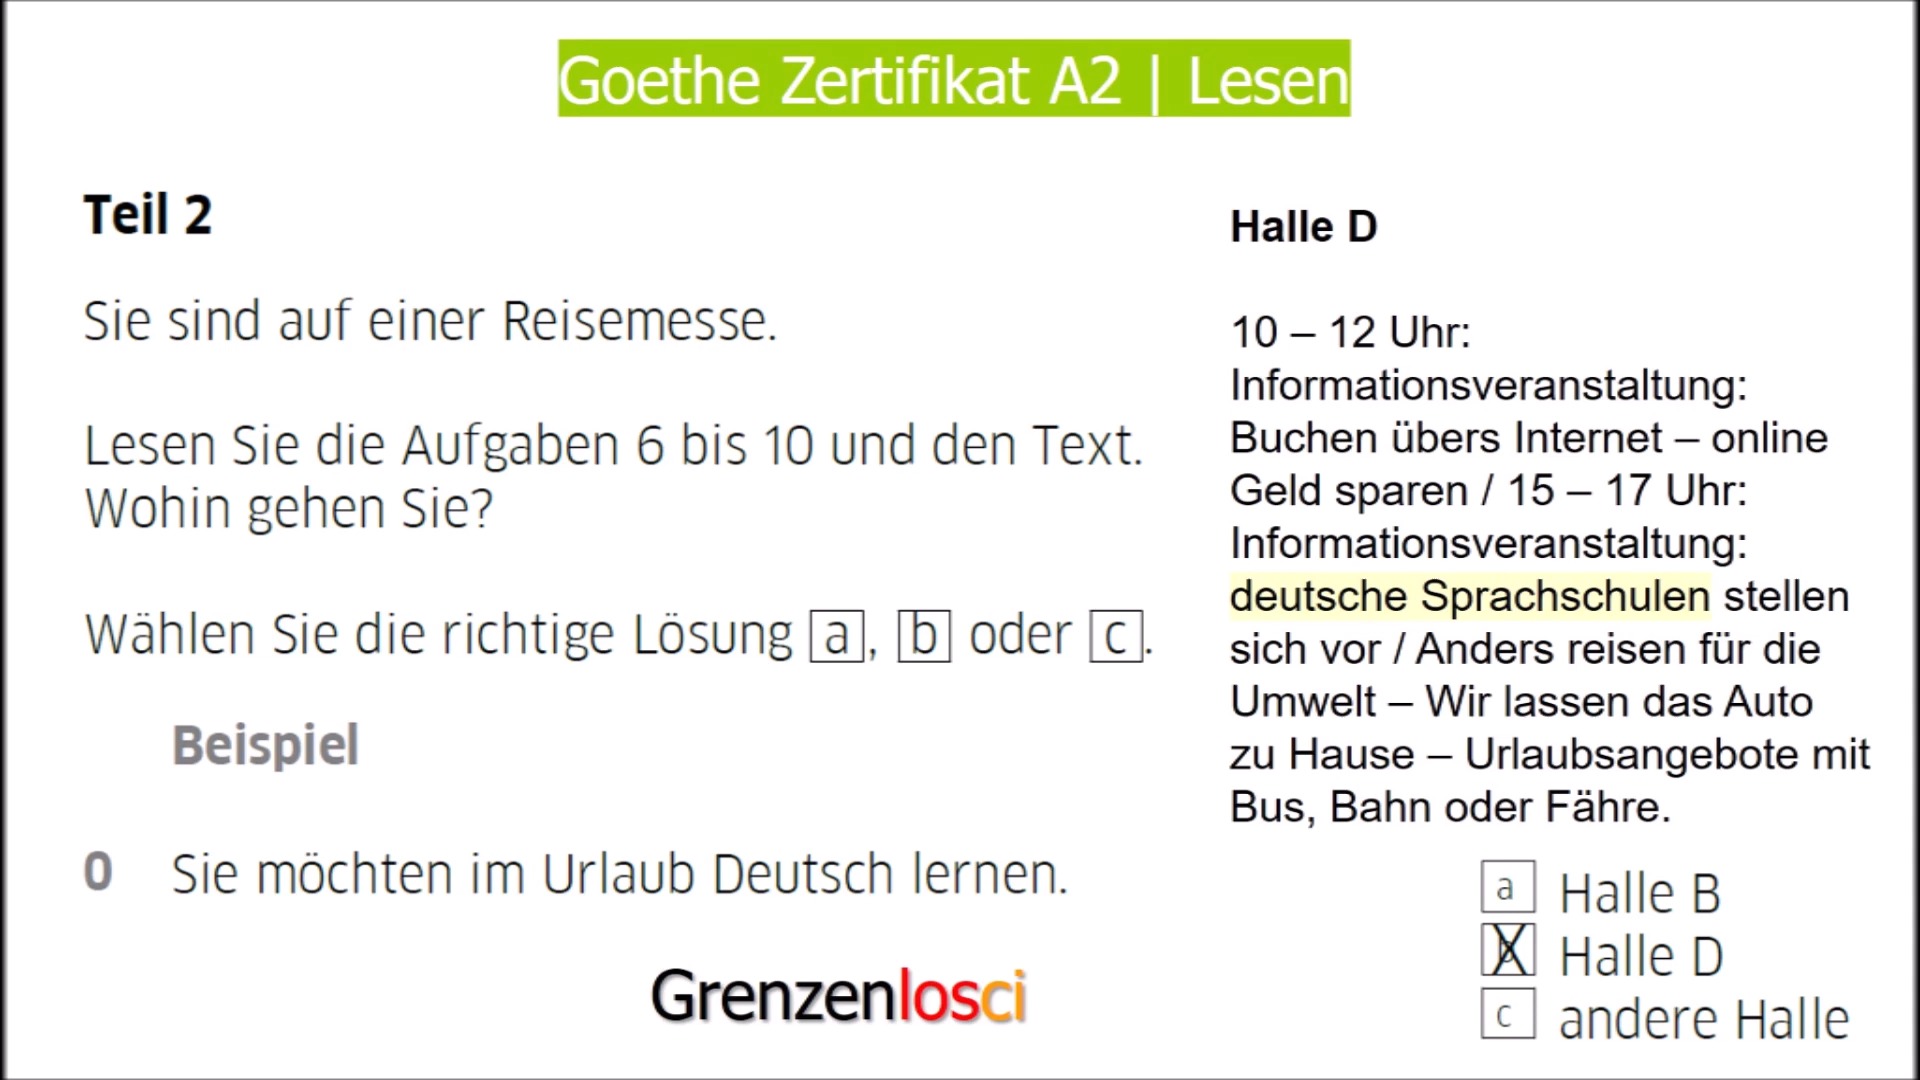 Goethe Zertifikat A2 | Lesen
Teil 2
Sie sind auf einer Reisemesse.
Lesen Sie die Aufgaben 6 bis 10 und den Text.
Wohin gehen Sie?
Wählen Sie die richtige Lösung a, b oder c.
Beispiel
0 Sie möchten im Urlaub Deutsch lernen.
Halle D
10 – 12 Uhr:
Informationsveranstaltung:
Buchen übers Internet – online
Geld sparen / 15 – 17 Uhr:
Informationsveranstaltung:
deutsche Sprachschulen stellen
sich vor / Anders reisen für die
Umwelt – Wir lassen das Auto
zu Hause – Urlaubsangebote mit
Bus, Bahn oder Fähre.
a Halle B
b Halle D
c andere Halle
Grenzenlosci